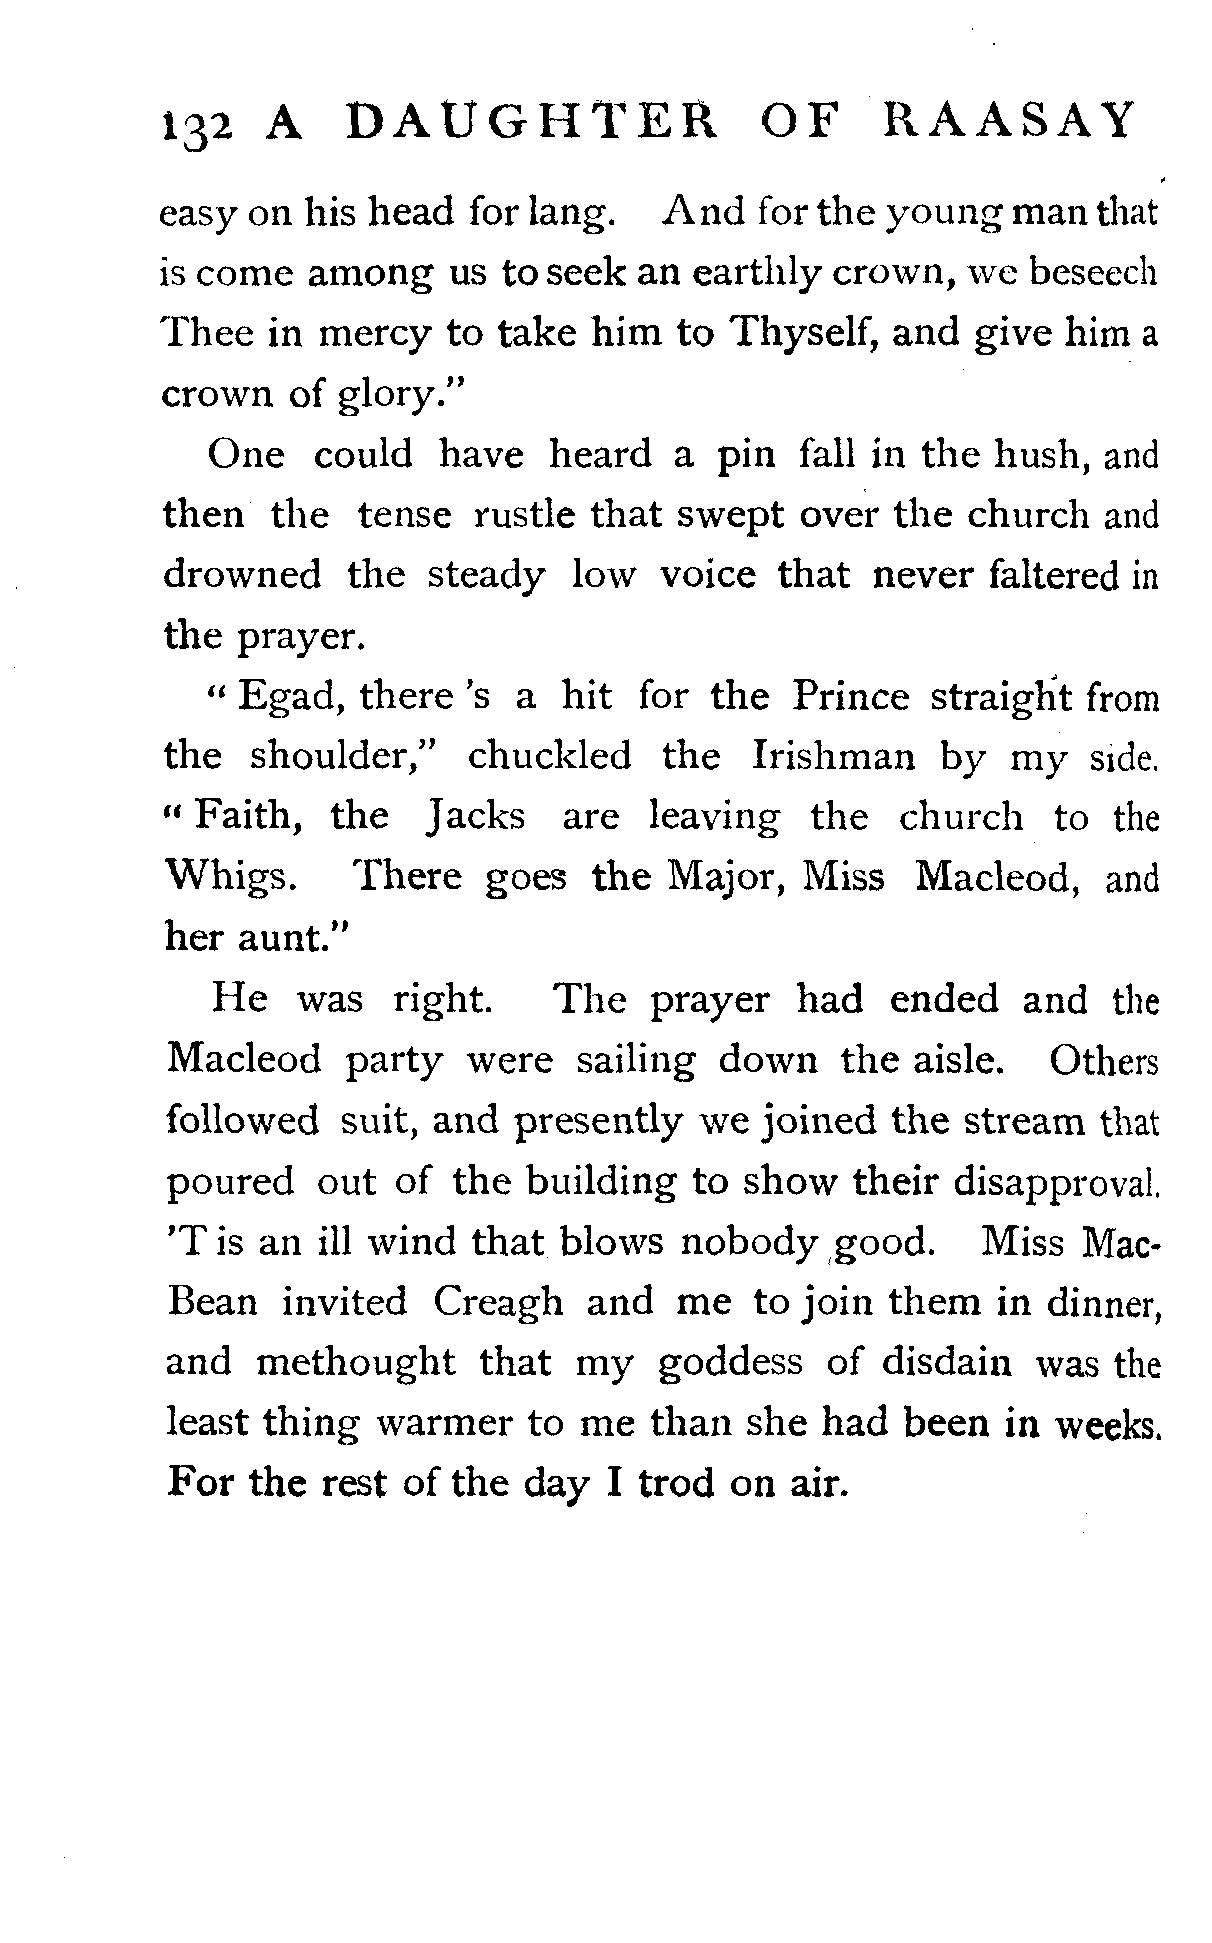 132 A DAUGHTER OF RAASAY
easy on his head for lang. And for the young man that
is come among us to seek an earthly crown, we beseech
Thee in mercy to take him to Thyself, and give him a
crown of glory."
One could have heard a pin fall in the hush, and
then the tense rustle that swept over the church and
drowned the steady low voice that never faltered in
the prayer.
" Egad, there 's a hit for the Prince straight from
the shoulder," chuckled the Irishman by my side.
" Faith, the Jacks are leaving the church to the
Whigs. There goes the Major, Miss Macleod, and
her aunt."
He was right. The prayer had ended and the
Macleod party were sailing down the aisle. Others
followed suit, and presently we joined the stream that
poured out of the building to show their disapproval.
'T is an ill wind that blows nobody good. Miss Mac-
Bean invited Creagh and me to join them in dinner,
and methought that my goddess of disdain was the
least thing warmer to me than she had been in weeks.
For the rest of the day I trod on air.